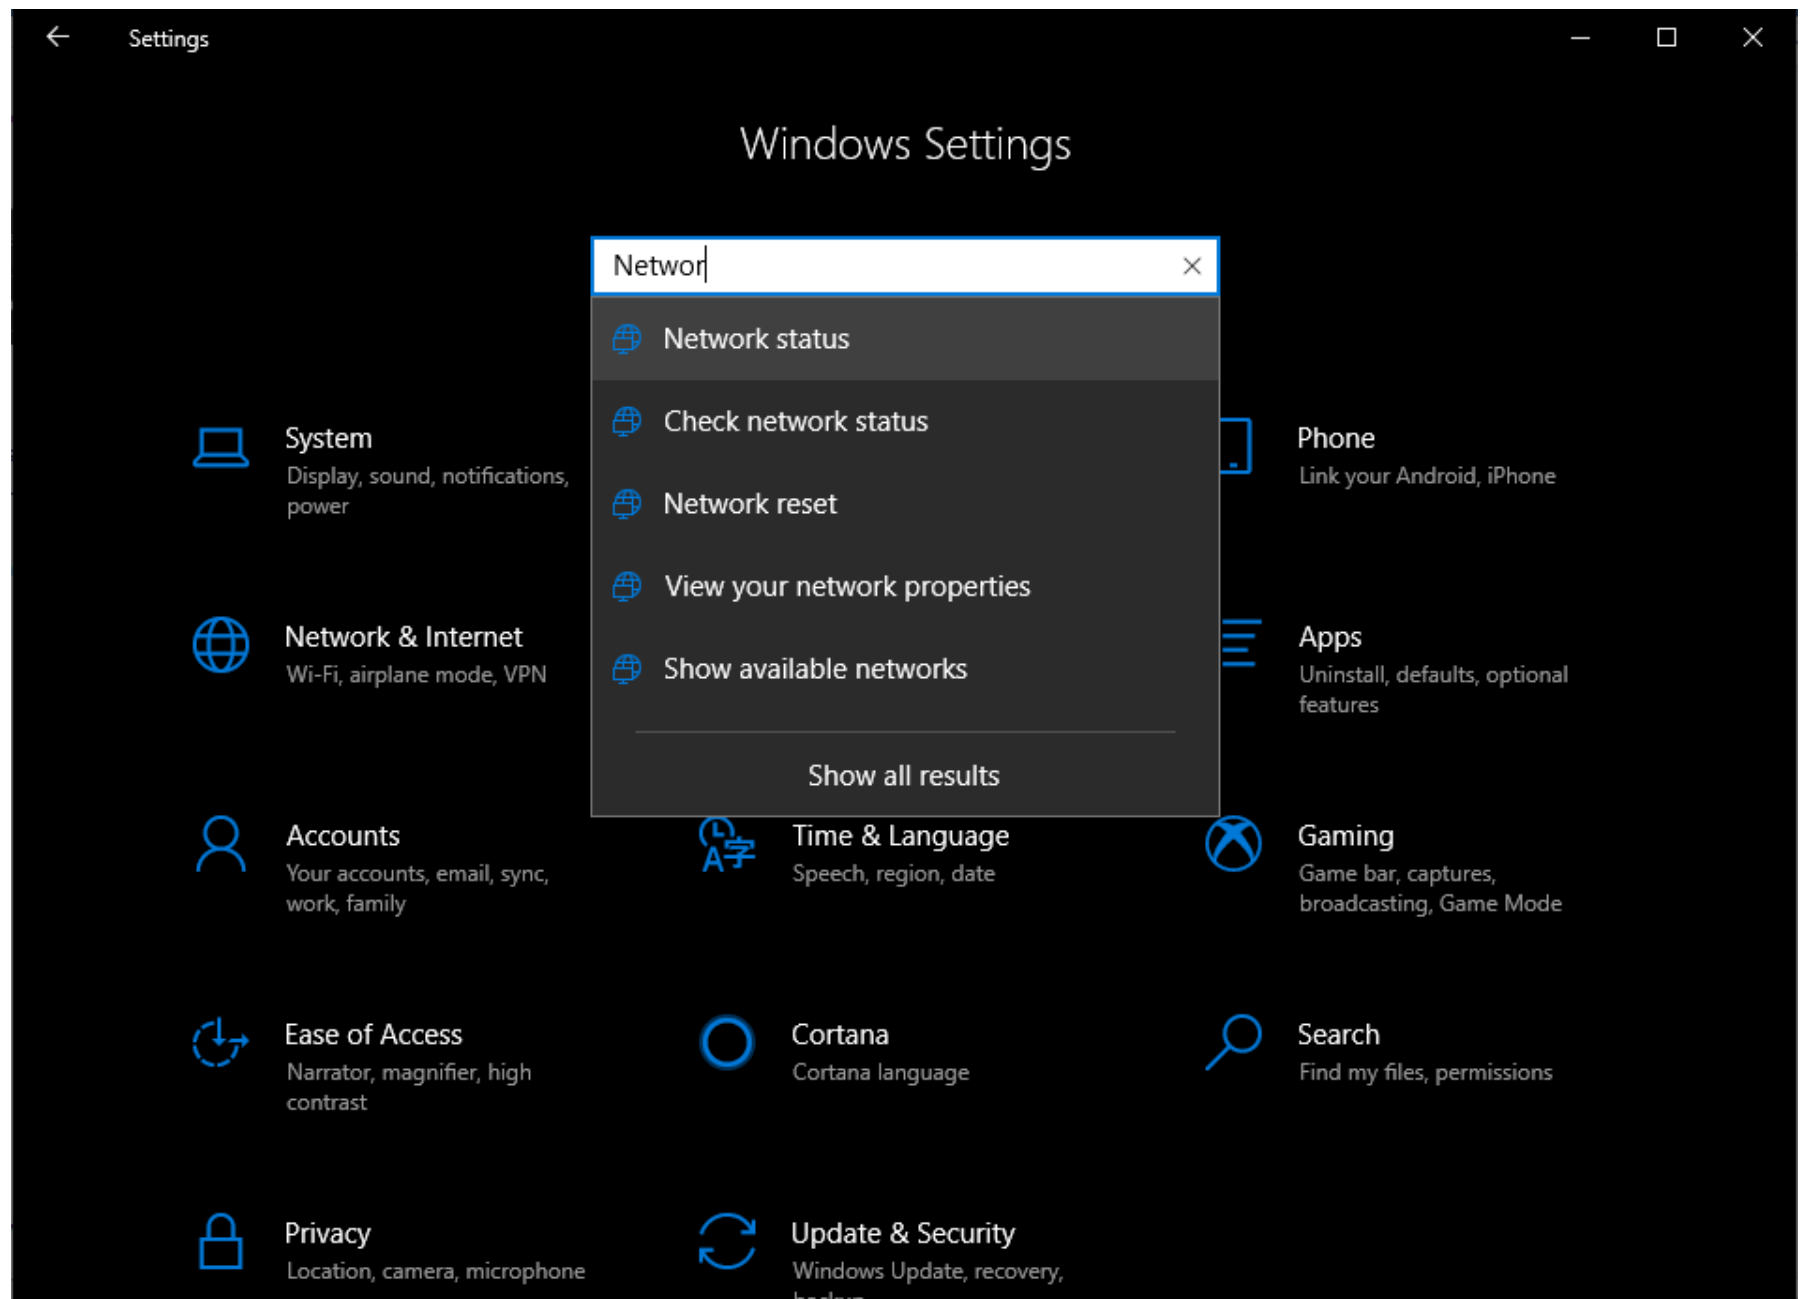 Settings
Windows Settings
Networ
Network status
Check network status
Network reset
View your network properties
Show available networks
Show all results
System
Display, sound, notifications,
power
Phone
Link your Android, iPhone
Network & Internet
Wi-Fi, airplane mode, VPN
Apps
Uninstall, defaults, optional
features
Accounts
Your accounts, email, sync,
work, family
Time & Language
Speech, region, date
Gaming
Game bar, captures,
broadcasting, Game Mode
Ease of Access
Narrator, magnifier, high
contrast
Cortana
Cortana language
Search
Find my files, permissions
Privacy
Location, camera, microphone
Update & Security
Windows Update, recovery,